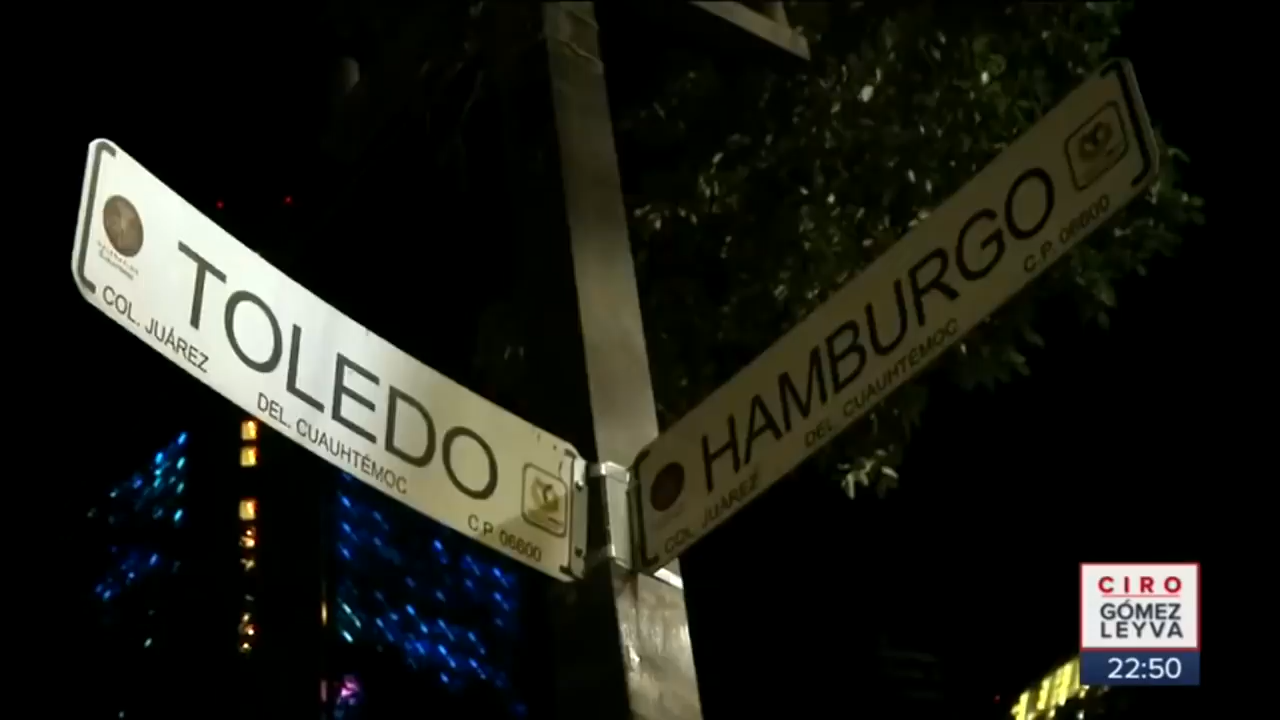 TOLEDO
COL. JUÁREZ
DEL. CUAUHTÉMOC
C.P. 06600
HAMBURGO
COL. JUÁREZ
DEL. CUAUHTÉMOC
C.P. 06600
CIRO
GÓMEZ
LEYVA
22:50